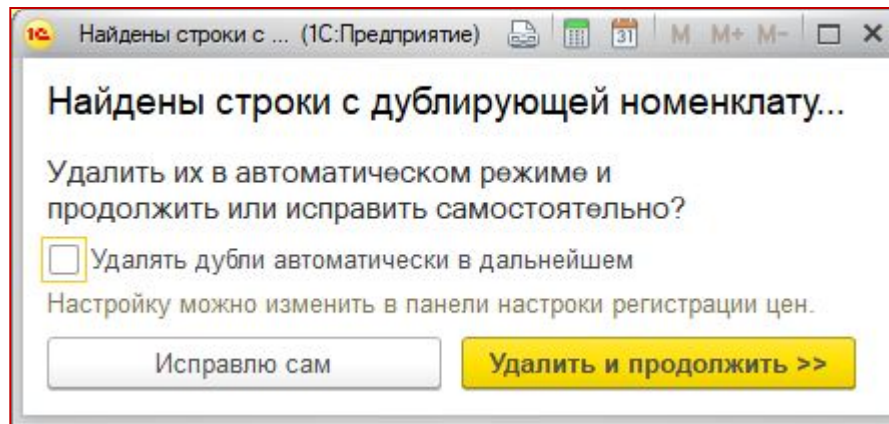 1С Найдены строки с ... (1С:Предприятие) 31 M M+ M-
Найдены строки с дублирующей номенклату...
Удалить их в автоматическом режиме и
продолжить или исправить самостоятельно?
Удалять дубли автоматически в дальнейшем
Настройку можно изменить в панели настроки регистрации цен.
Исправлю сам Удалить и продолжить >>